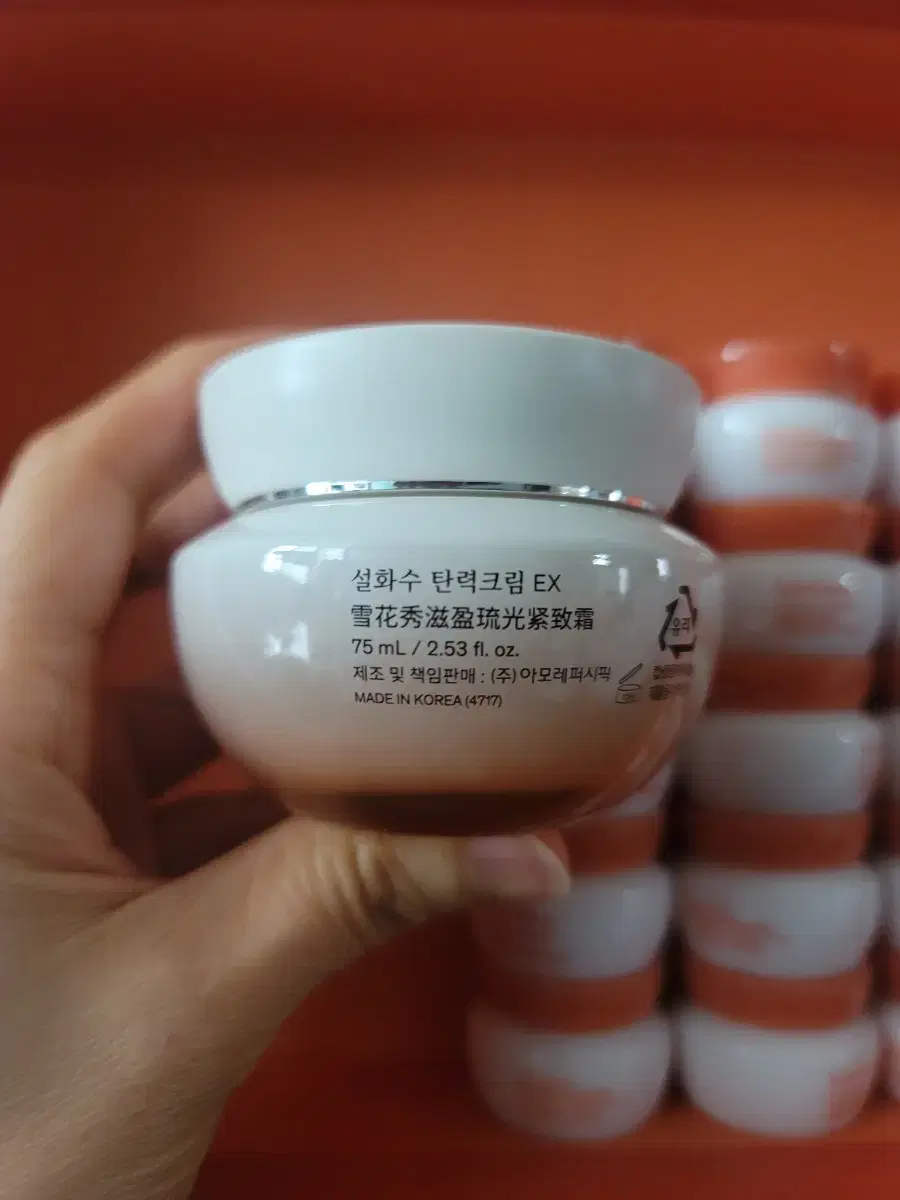 설화수 탄력크림 EX
雪花秀滋盈琉光紧致霜
75 mL / 2.53 fl. oz.
제조 및 책임판매 : (주)아모레퍼시픽
MADE IN KOREA (4717)
유리